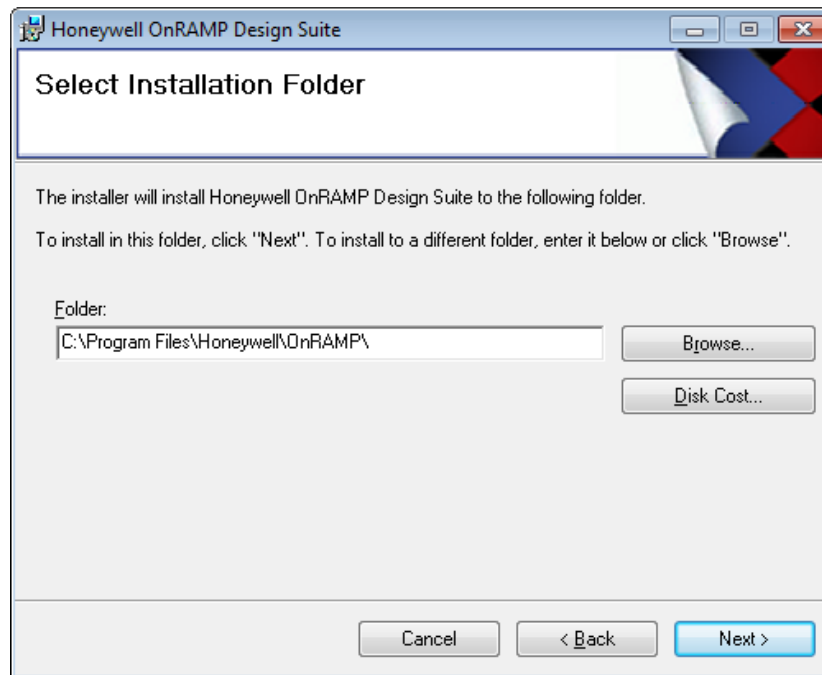 Honeywell OnRAMP Design Suite
Select Installation Folder
The installer will install Honeywell OnRAMP Design Suite to the following folder.
To install in this folder, click "Next". To install to a different folder, enter it below or click "Browse".
Folder:
C:\Program Files\Honeywell\OnRAMP\
Browse...
Disk Cost...
Cancel
< Back
Next >